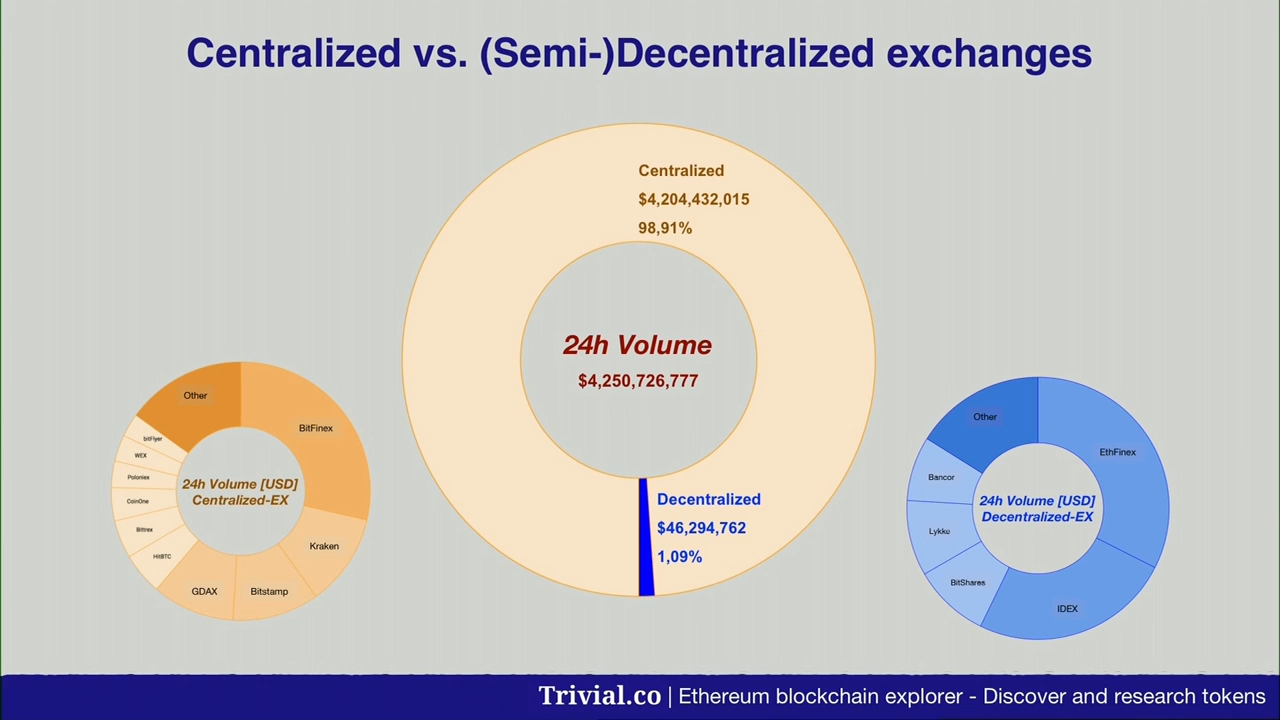 Centralized vs. (Semi-)Decentralized exchanges
Centralized
$4,204,432,015
98,91%
24h Volume
$4,250,726,777
Decentralized
$46,294,762
1,09%
Other
BitFinex
bitFlyer
WEX
Poloniex
CoinOne
Bittrex
HitBTC
GDAX
Bitstamp
Kraken
24h Volume [USD]
Centralized-EX
Other
EthFinex
Bancor
Lykke
BitShares
IDEX
24h Volume [USD]
Decentralized-EX
Trivial.co | Ethereum blockchain explorer - Discover and research tokens